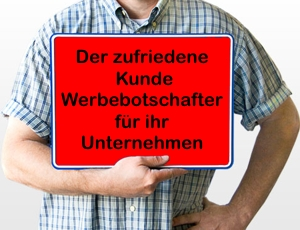 Der zufriedene
Kunde
Werbebotschafter
für ihr
Unternehmen